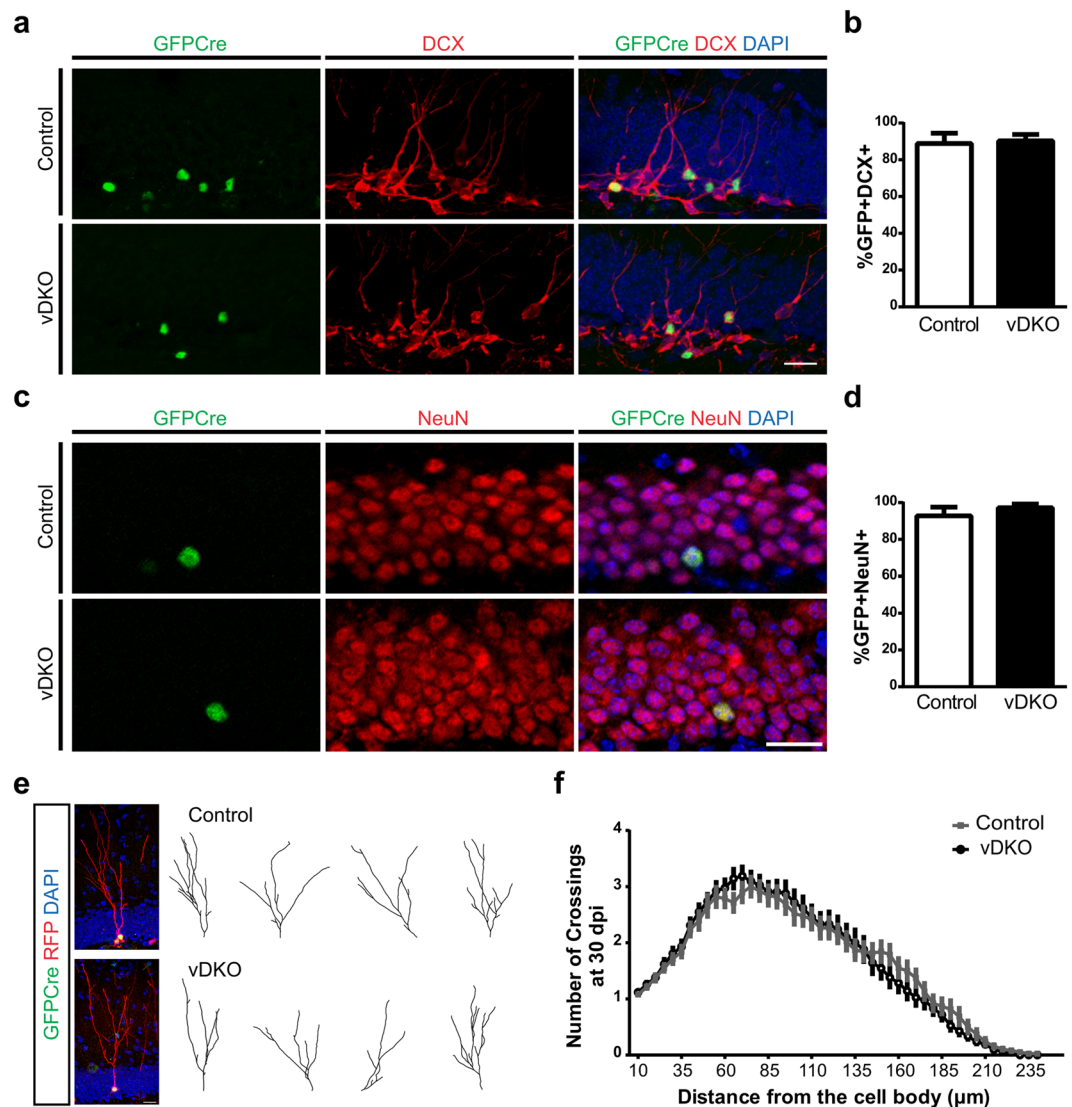 a
GFPCre
DCX
GFPCre DCX DAPI
Control
vDKO
b
%GFP+DCX+
100
80
60
40
20
0
Control
vDKO
c
GFPCre
NeuN
GFPCre NeuN DAPI
Control
vDKO
d
%GFP+NeuN+
100
80
60
40
20
0
Control
vDKO
e
GFPCre RFP DAPI
Control
vDKO
f
Number of Crossings
at 30 dpi
4
3
2
1
0
Control
vDKO
10 35 60 85 110 135 160 185 210 235
Distance from the cell body (µm)